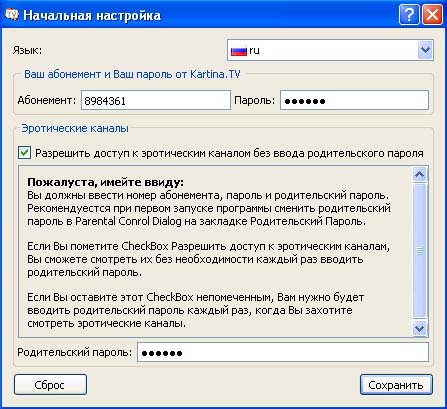 Начальная настройка
Язык: ru
Ваш абонемент и Ваш пароль от Kartina.TV
Абонемент: 8984361 Пароль: ●●●●●●
Эротические каналы
Разрешить доступ к эротическим каналом без ввода родительского пароля
Пожалуста, имейте ввиду:
Вы должны ввести номер абонемента, пароль и родительский пароль.
Рекомендуестся при первом запуске программы сменить родительский
пароль в Parental Conrol Dialog на закладке Родительский Пароль.
Если Вы пометите CheckBox Разрешить доступ к эротическим каналам,
Вы сможете смотреть их без необходимости каждый раз вводить
родительский пароль.
Если Вы оставите этот CheckBox непомеченным, Вам нужно будет
вводить родительский пароль каждый раз, когда Вы захотите
смотреть эротические каналы.
Родительский пароль: ●●●●●●
Сброс Сохранить